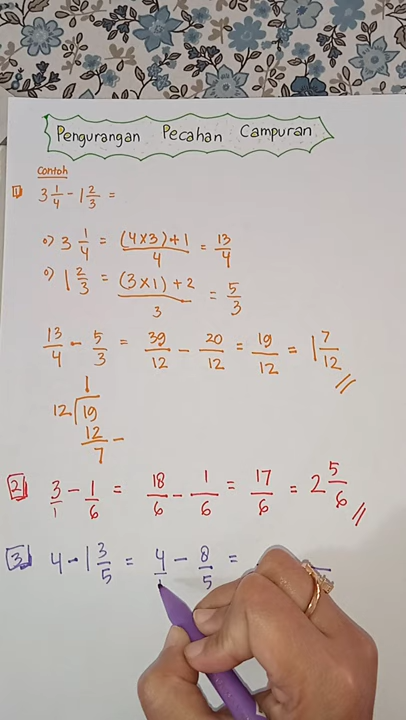 Pengurangan Pecahan Campuran
Contoh
1 3 1/4 - 1 2/3 =
o) 3 1/4 = (4x3)+1/4 = 13/4
o) 1 2/3 = (3x1)+2/3 = 5/3
13/4 - 5/3 = 39/12 - 20/12 = 19/12 = 1 7/12 //
1
12 √19
12 -
7
2 3/1 - 1/6 = 18/6 - 1/6 = 17/6 = 2 5/6 //
3 4 - 1 3/5 = 4/1 - 8/5 =